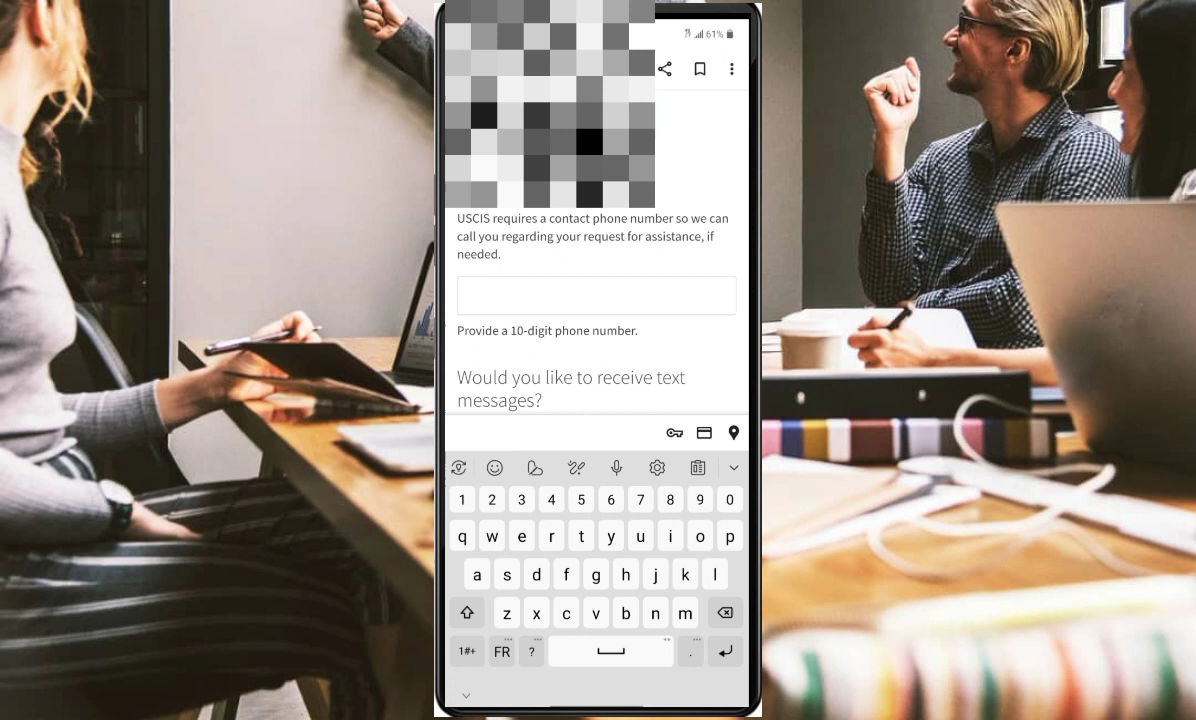 61%
USCIS requires a contact phone number so we can
call you regarding your request for assistance, if
needed.
Provide a 10-digit phone number.
Would you like to receive text
messages?
1 2 3 4 5 6 7 8 9 0
q w e r t y u i o p
a s d f g h j k l
z x c v b n m
1#+ FR ? .